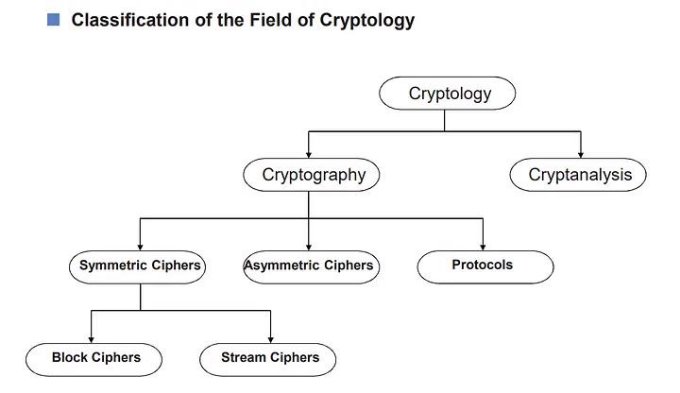 Classification of the Field of Cryptology
Cryptology
Cryptography
Cryptanalysis
Symmetric Ciphers
Asymmetric Ciphers
Protocols
Block Ciphers
Stream Ciphers